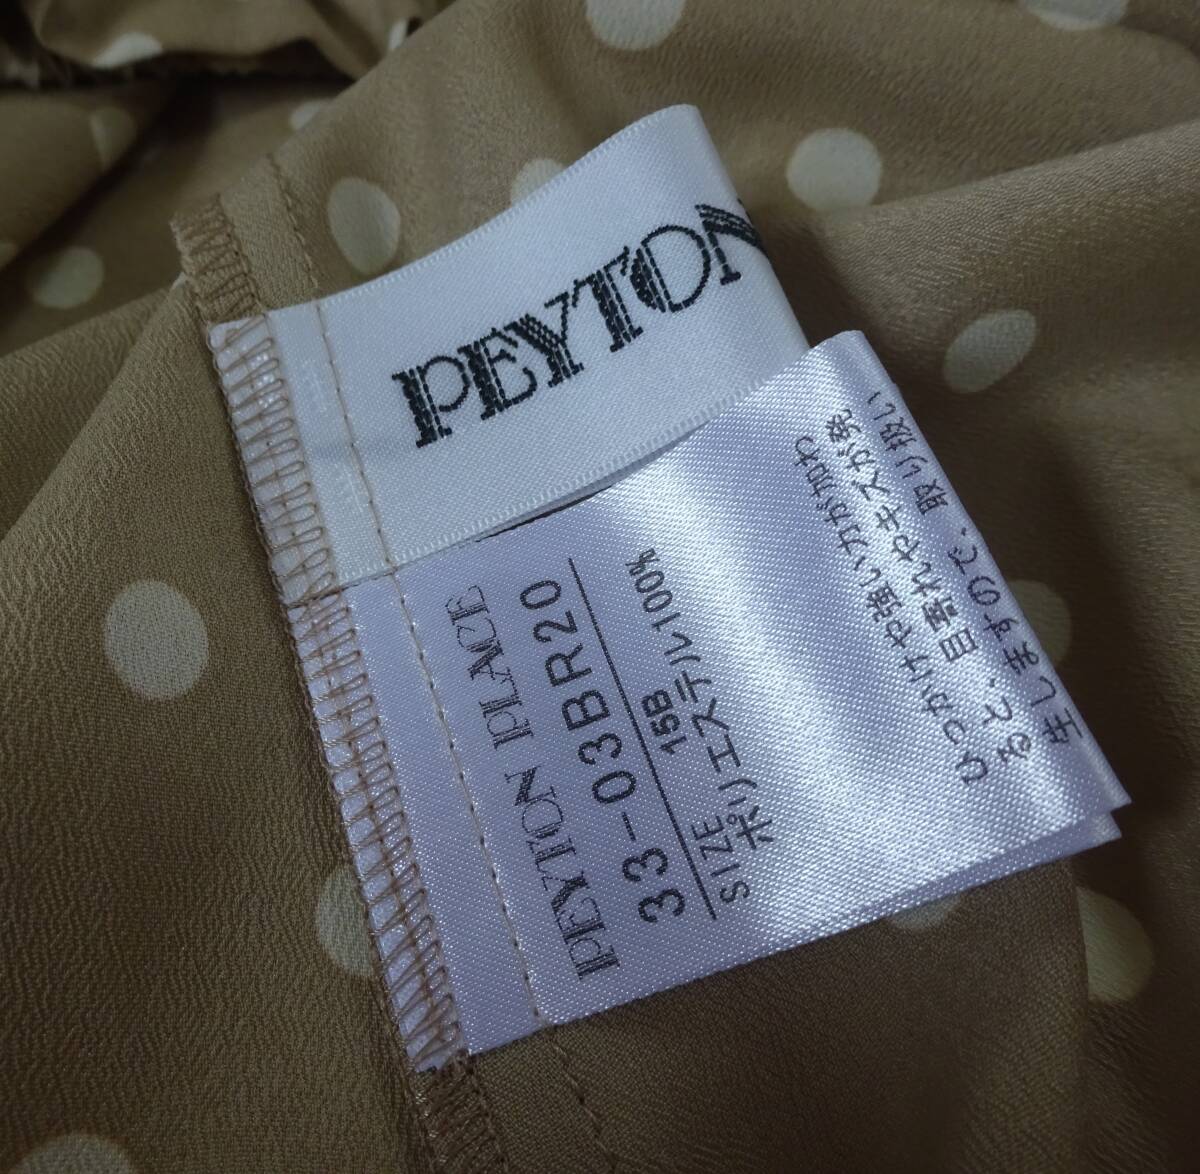 PEYTON
PEYTON PLACE
33-03BR20
SIZE 15B
ポリエステル100%
ひっかけや強い力が加わ
ると、目寄れやキズが発
生しますので、取り扱い